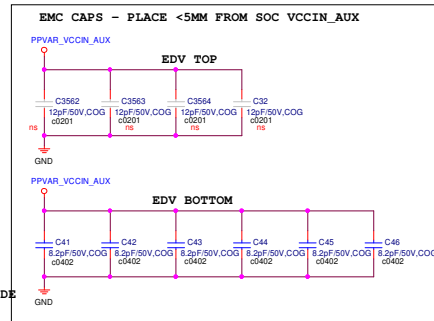 EMC CAPS - PLACE <5MM FROM SOC VCCIN_AUX
PPVAR_VCCIN_AUX
EDV TOP
C3562 C3563 C3564 C32
12pF/50V,COG 12pF/50V,COG 12pF/50V,COG 12pF/50V,COG
c0201 c0201 c0201 c0201
ns ns ns ns
GND
PPVAR_VCCIN_AUX
EDV BOTTOM
C41 C42 C43 C44 C45 C46
8.2pF/50V,COG 8.2pF/50V,COG 8.2pF/50V,COG 8.2pF/50V,COG 8.2pF/50V,COG 8.2pF/50V,COG
c0402 c0402 c0402 c0402 c0402 c0402
DE
GND